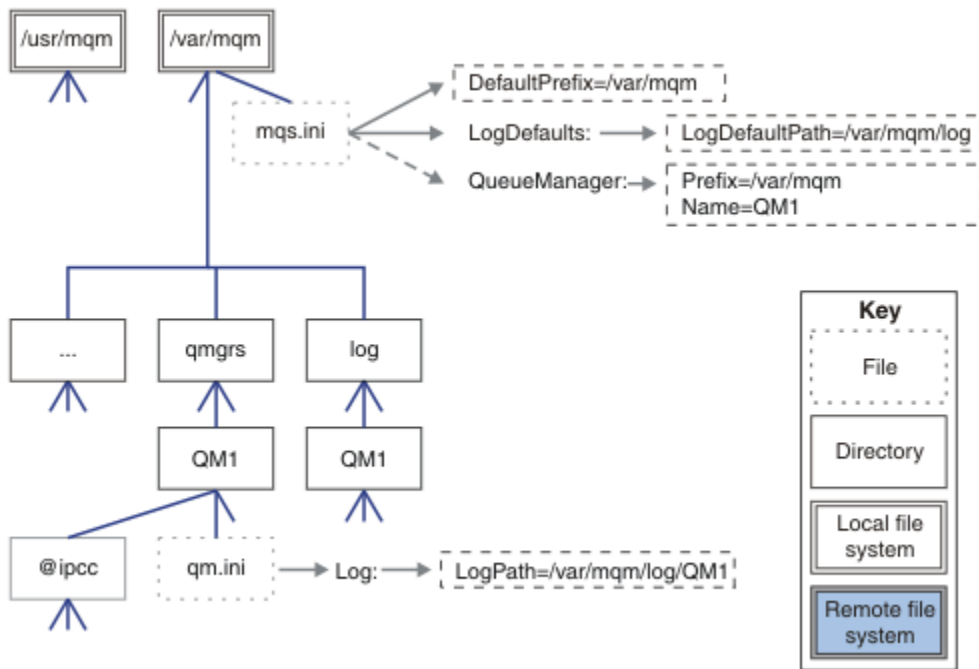 /usr/mqm
/var/mqm
mqs.ini
DefaultPrefix=/var/mqm
LogDefaults:
LogDefaultPath=/var/mqm/log
QueueManager:
Prefix=/var/mqm
Name=QM1
...
qmgrs
log
QM1
QM1
@ipcc
qm.ini
Log:
LogPath=/var/mqm/log/QM1
Key
File
Directory
Local file
system
Remote file
system